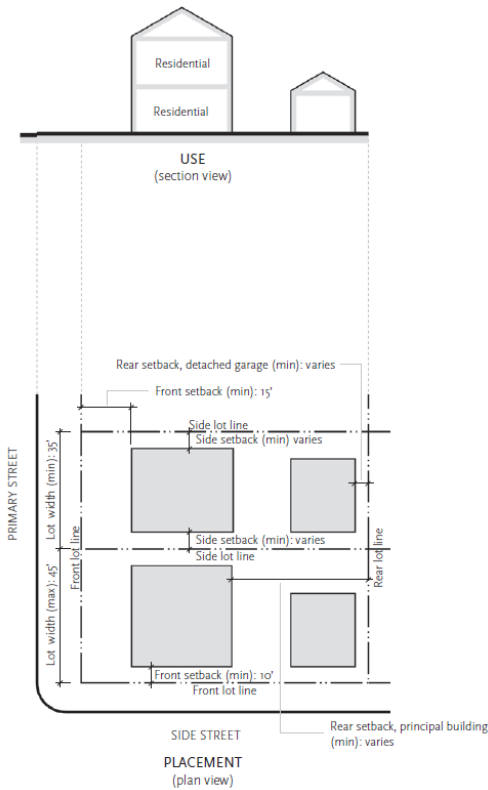 Residential
Residential
USE
(section view)
Rear setback, detached garage (min): varies
Front setback (min): 15'
Side lot line
Side setback (min) varies
PRIMARY STREET
Lot width (min): 35'
Front lot line
Side setback (min): varies
Side lot line
Rear lot line
Lot width (max): 45'
Front setback (min): 10'
Front lot line
Rear setback, principal building
(min): varies
SIDE STREET
PLACEMENT
(plan view)